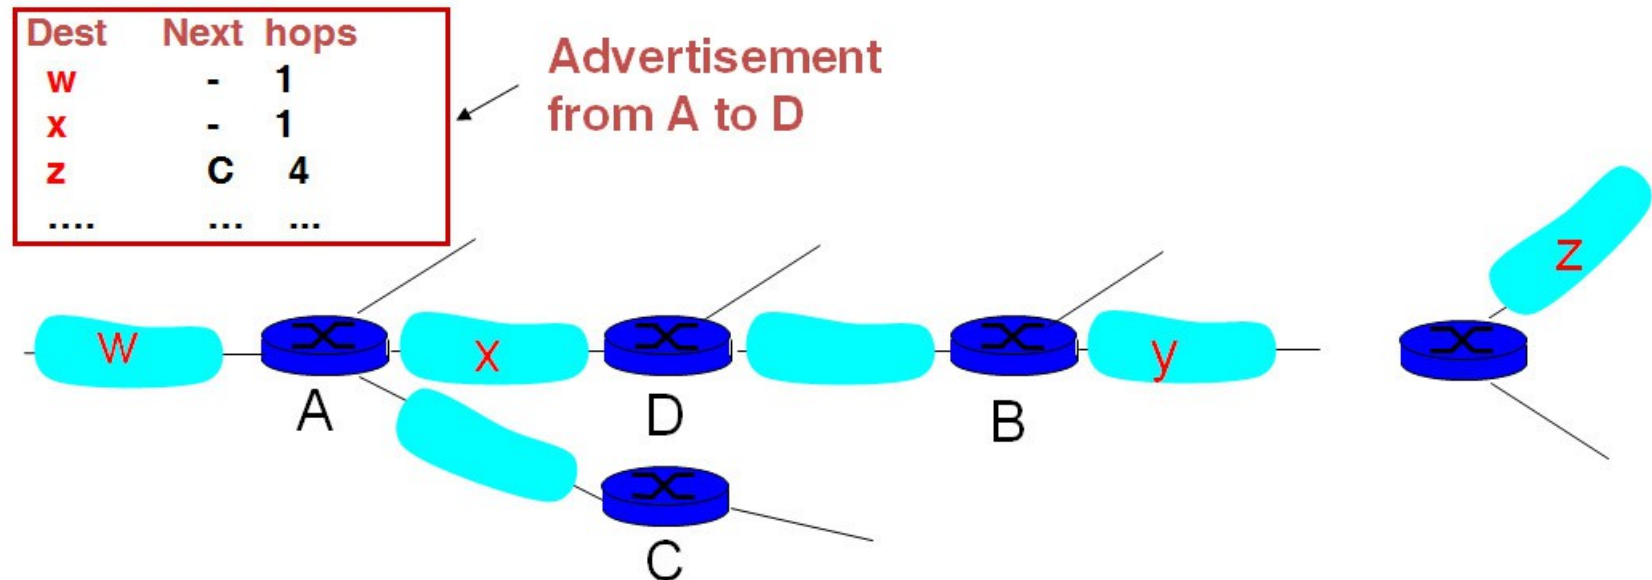 Dest Next hops
w - 1
x - 1
z C 4
.... ... ...
Advertisement
from A to D
z
w
x
y
A
D
B
C